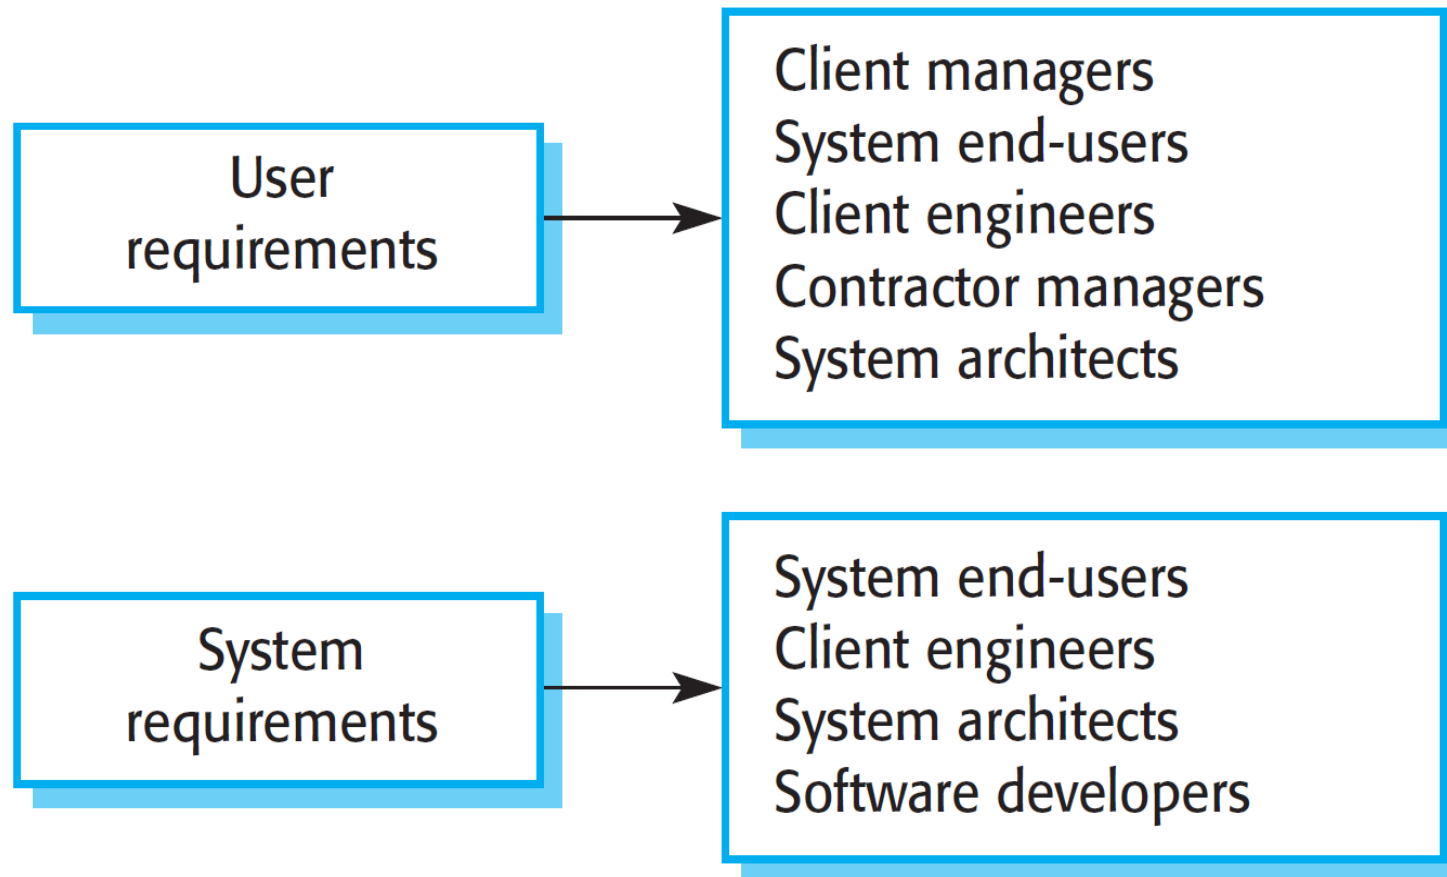 User
requirements
Client managers
System end-users
Client engineers
Contractor managers
System architects
System
requirements
System end-users
Client engineers
System architects
Software developers